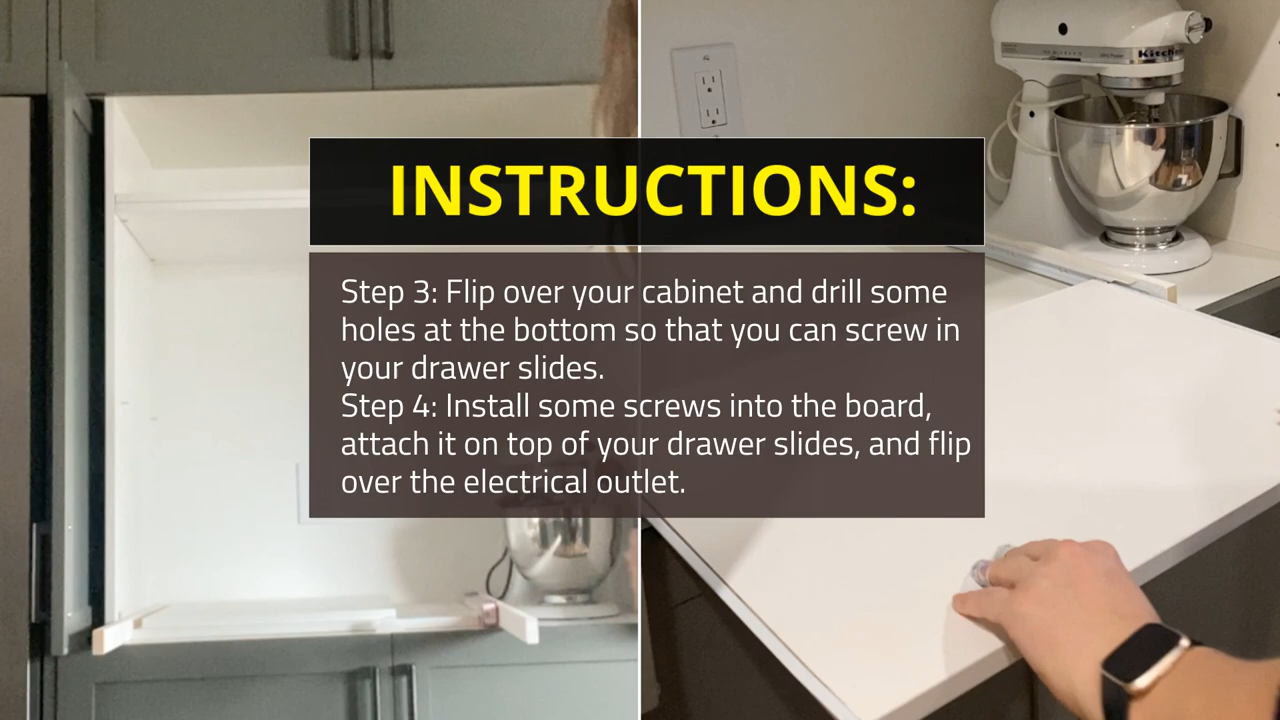 INSTRUCTIONS:
Step 3: Flip over your cabinet and drill some
holes at the bottom so that you can screw in
your drawer slides.
Step 4: Install some screws into the board,
attach it on top of your drawer slides, and flip
over the electrical outlet.